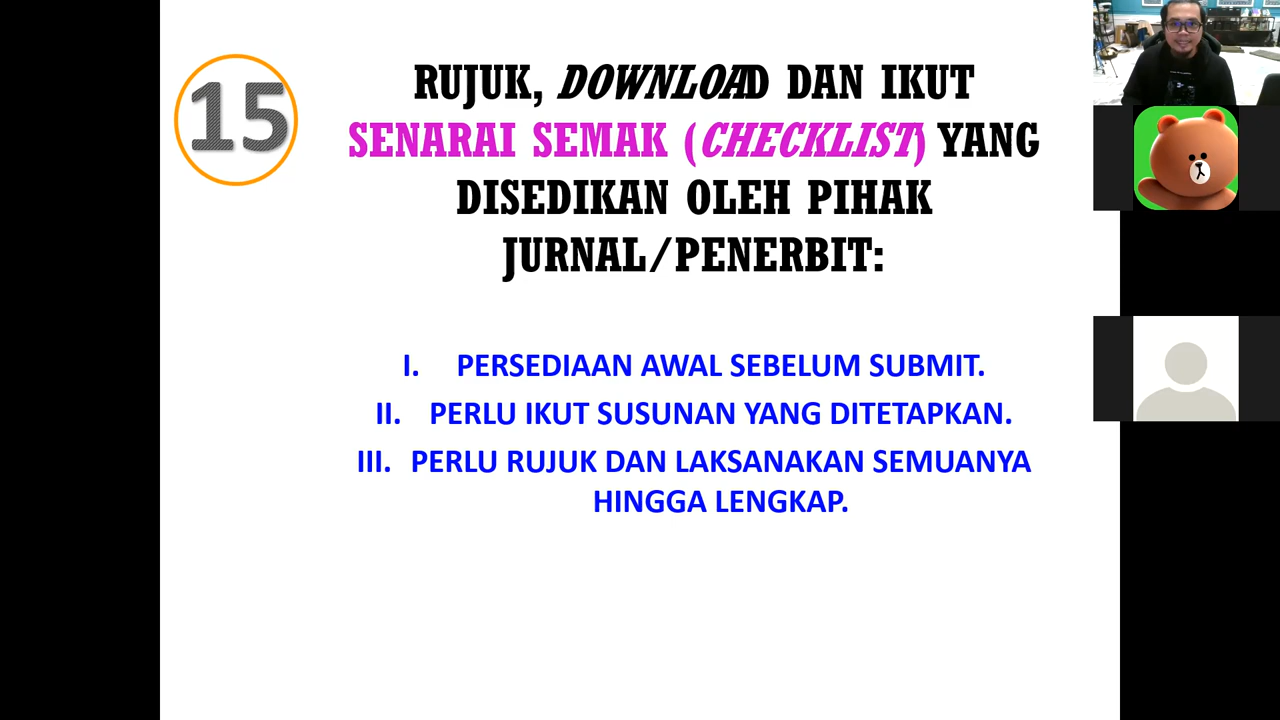 15
RUJUK, DOWNLOAD DAN IKUT
SENARAI SEMAK (CHECKLIST) YANG
DISEDIKAN OLEH PIHAK
JURNAL/PENERBIT:
I. PERSEDIAAN AWAL SEBELUM SUBMIT.
II. PERLU IKUT SUSUNAN YANG DITETAPKAN.
III. PERLU RUJUK DAN LAKSANAKAN SEMUANYA
HINGGA LENGKAP.